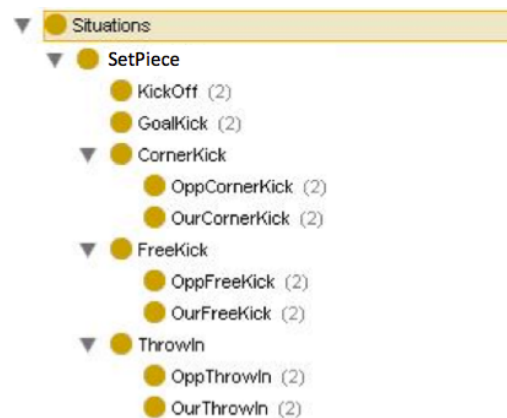 Situations
SetPiece
KickOff (2)
GoalKick (2)
CornerKick
OppCornerKick (2)
OurCornerKick (2)
FreeKick
OppFreeKick (2)
OurFreeKick (2)
ThrowIn
OppThrowIn (2)
OurThrowIn (2)